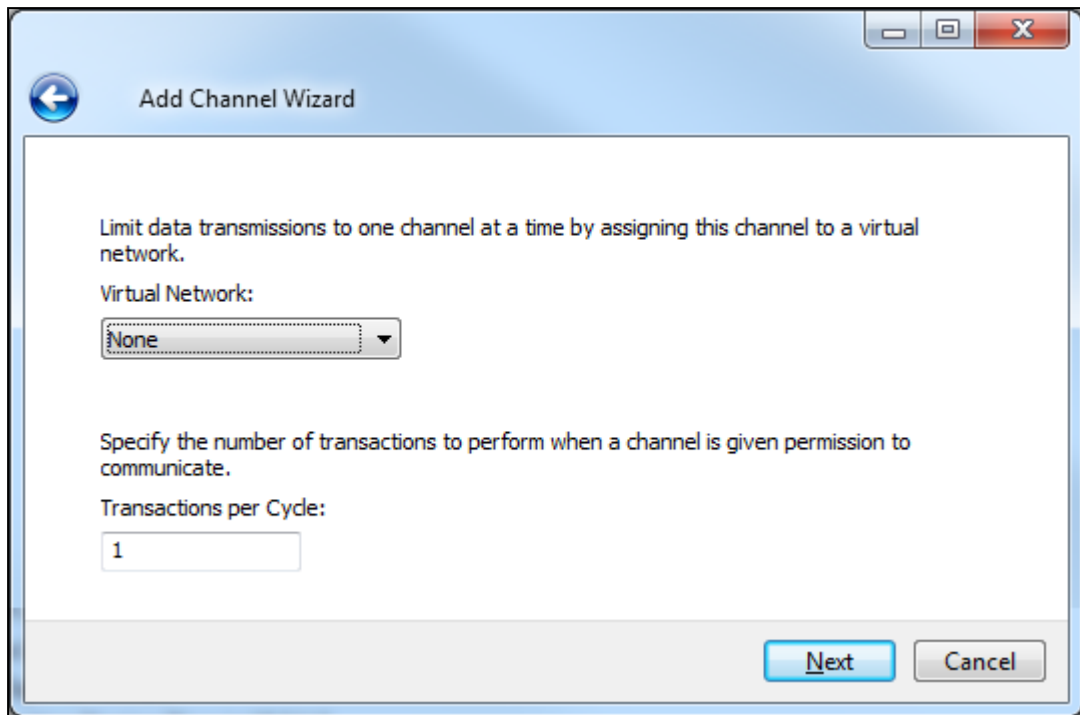 Add Channel Wizard
Limit data transmissions to one channel at a time by assigning this channel to a virtual
network.
Virtual Network:
None
Specify the number of transactions to perform when a channel is given permission to
communicate.
Transactions per Cycle:
1
Next
Cancel